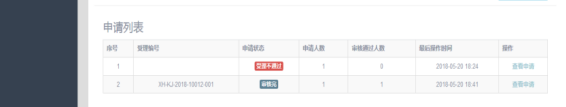 申请列表
序号 受理编号 申请状态 申请人数 审核通过人数 最后操作时间 操作
1 受理不通过 1 0 2018-05-20 18:24 查看申请
2 XH-KJ-2018-10012-001 审核完 1 1 2018-05-20 18:41 查看申请